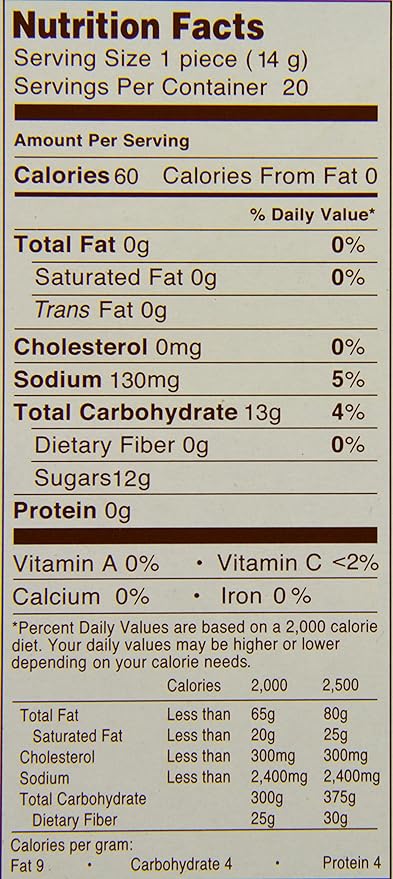 Nutrition Facts
Serving Size 1 piece ( 14 g)
Servings Per Container 20
Amount Per Serving
Calories 60 Calories From Fat 0
% Daily Value*
Total Fat 0g 0%
Saturated Fat 0g 0%
Trans Fat 0g
Cholesterol 0mg 0%
Sodium 130mg 5%
Total Carbohydrate 13g 4%
Dietary Fiber 0g 0%
Sugars12g
Protein 0g
Vitamin A 0% • Vitamin C <2%
Calcium 0% • Iron 0 %
*Percent Daily Values are based on a 2,000 calorie
diet. Your daily values may be higher or lower
depending on your calorie needs.
Calories 2,000 2,500
Total Fat Less than 65g 80g
Saturated Fat Less than 20g 25g
Cholesterol Less than 300mg 300mg
Sodium Less than 2,400mg 2,400mg
Total Carbohydrate 300g 375g
Dietary Fiber 25g 30g
Calories per gram:
Fat 9 • Carbohydrate 4 • Protein 4